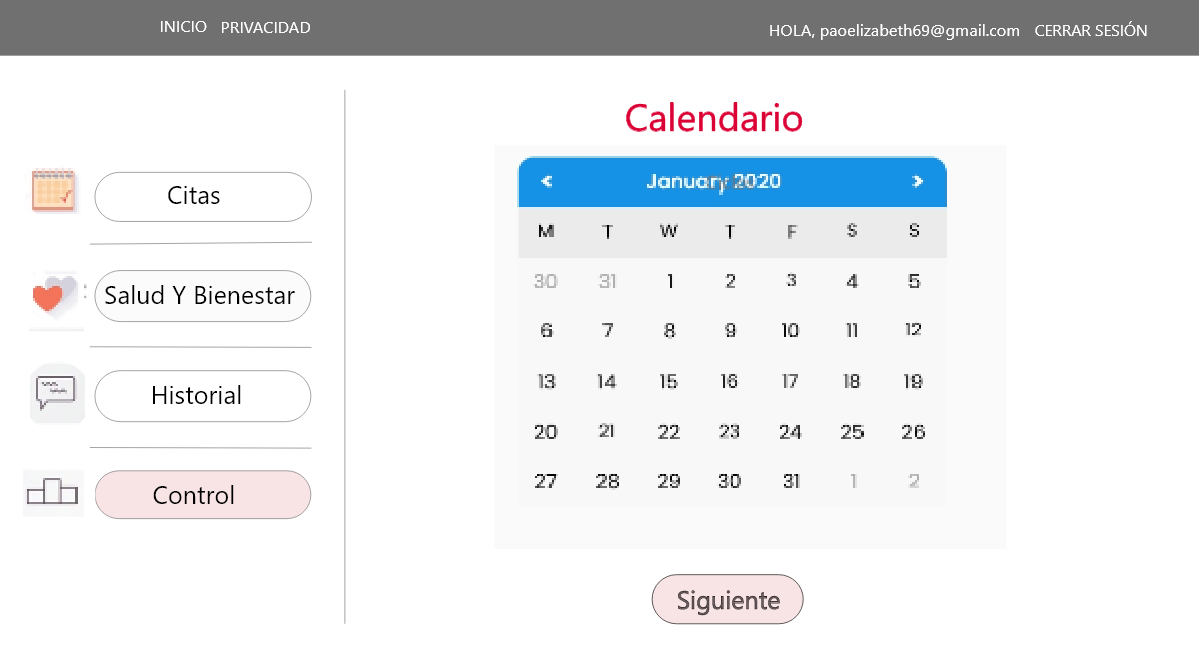 INICIO PRIVACIDAD
HOLA, paoelizabeth69@gmail.com CERRAR SESIÓN
Citas
Salud Y Bienestar
Historial
Control
Calendario
January 2020
M T W T F S S
30 31 1 2 3 4 5
6 7 8 9 10 11 12
13 14 15 16 17 18 19
20 21 22 23 24 25 26
27 28 29 30 31 1 2
Siguiente